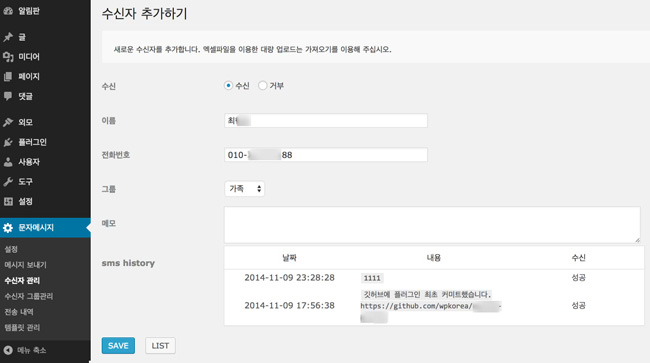 알림판
글
미디어
페이지
댓글
외모
플러그인
사용자
도구
설정
문자메시지
설정
메시지 보내기
수신자 관리
수신자 그룹관리
전송 내역
템플릿 관리
메뉴 축소
수신자 추가하기
새로운 수신자를 추가합니다. 엑셀파일을 이용한 대량 업로드는 가져오기를 이용해 주십시오.
수신 수신 거부
이름 최
전화번호 010- 88
그룹 가족
메모
sms history
날짜 내용 수신
2014-11-09 23:28:28 1111 성공
깃허브에 플러그인 최초 커미트했습니다.
2014-11-09 17:56:38 https://github.com/wpkorea/ - 성공
SAVE LIST